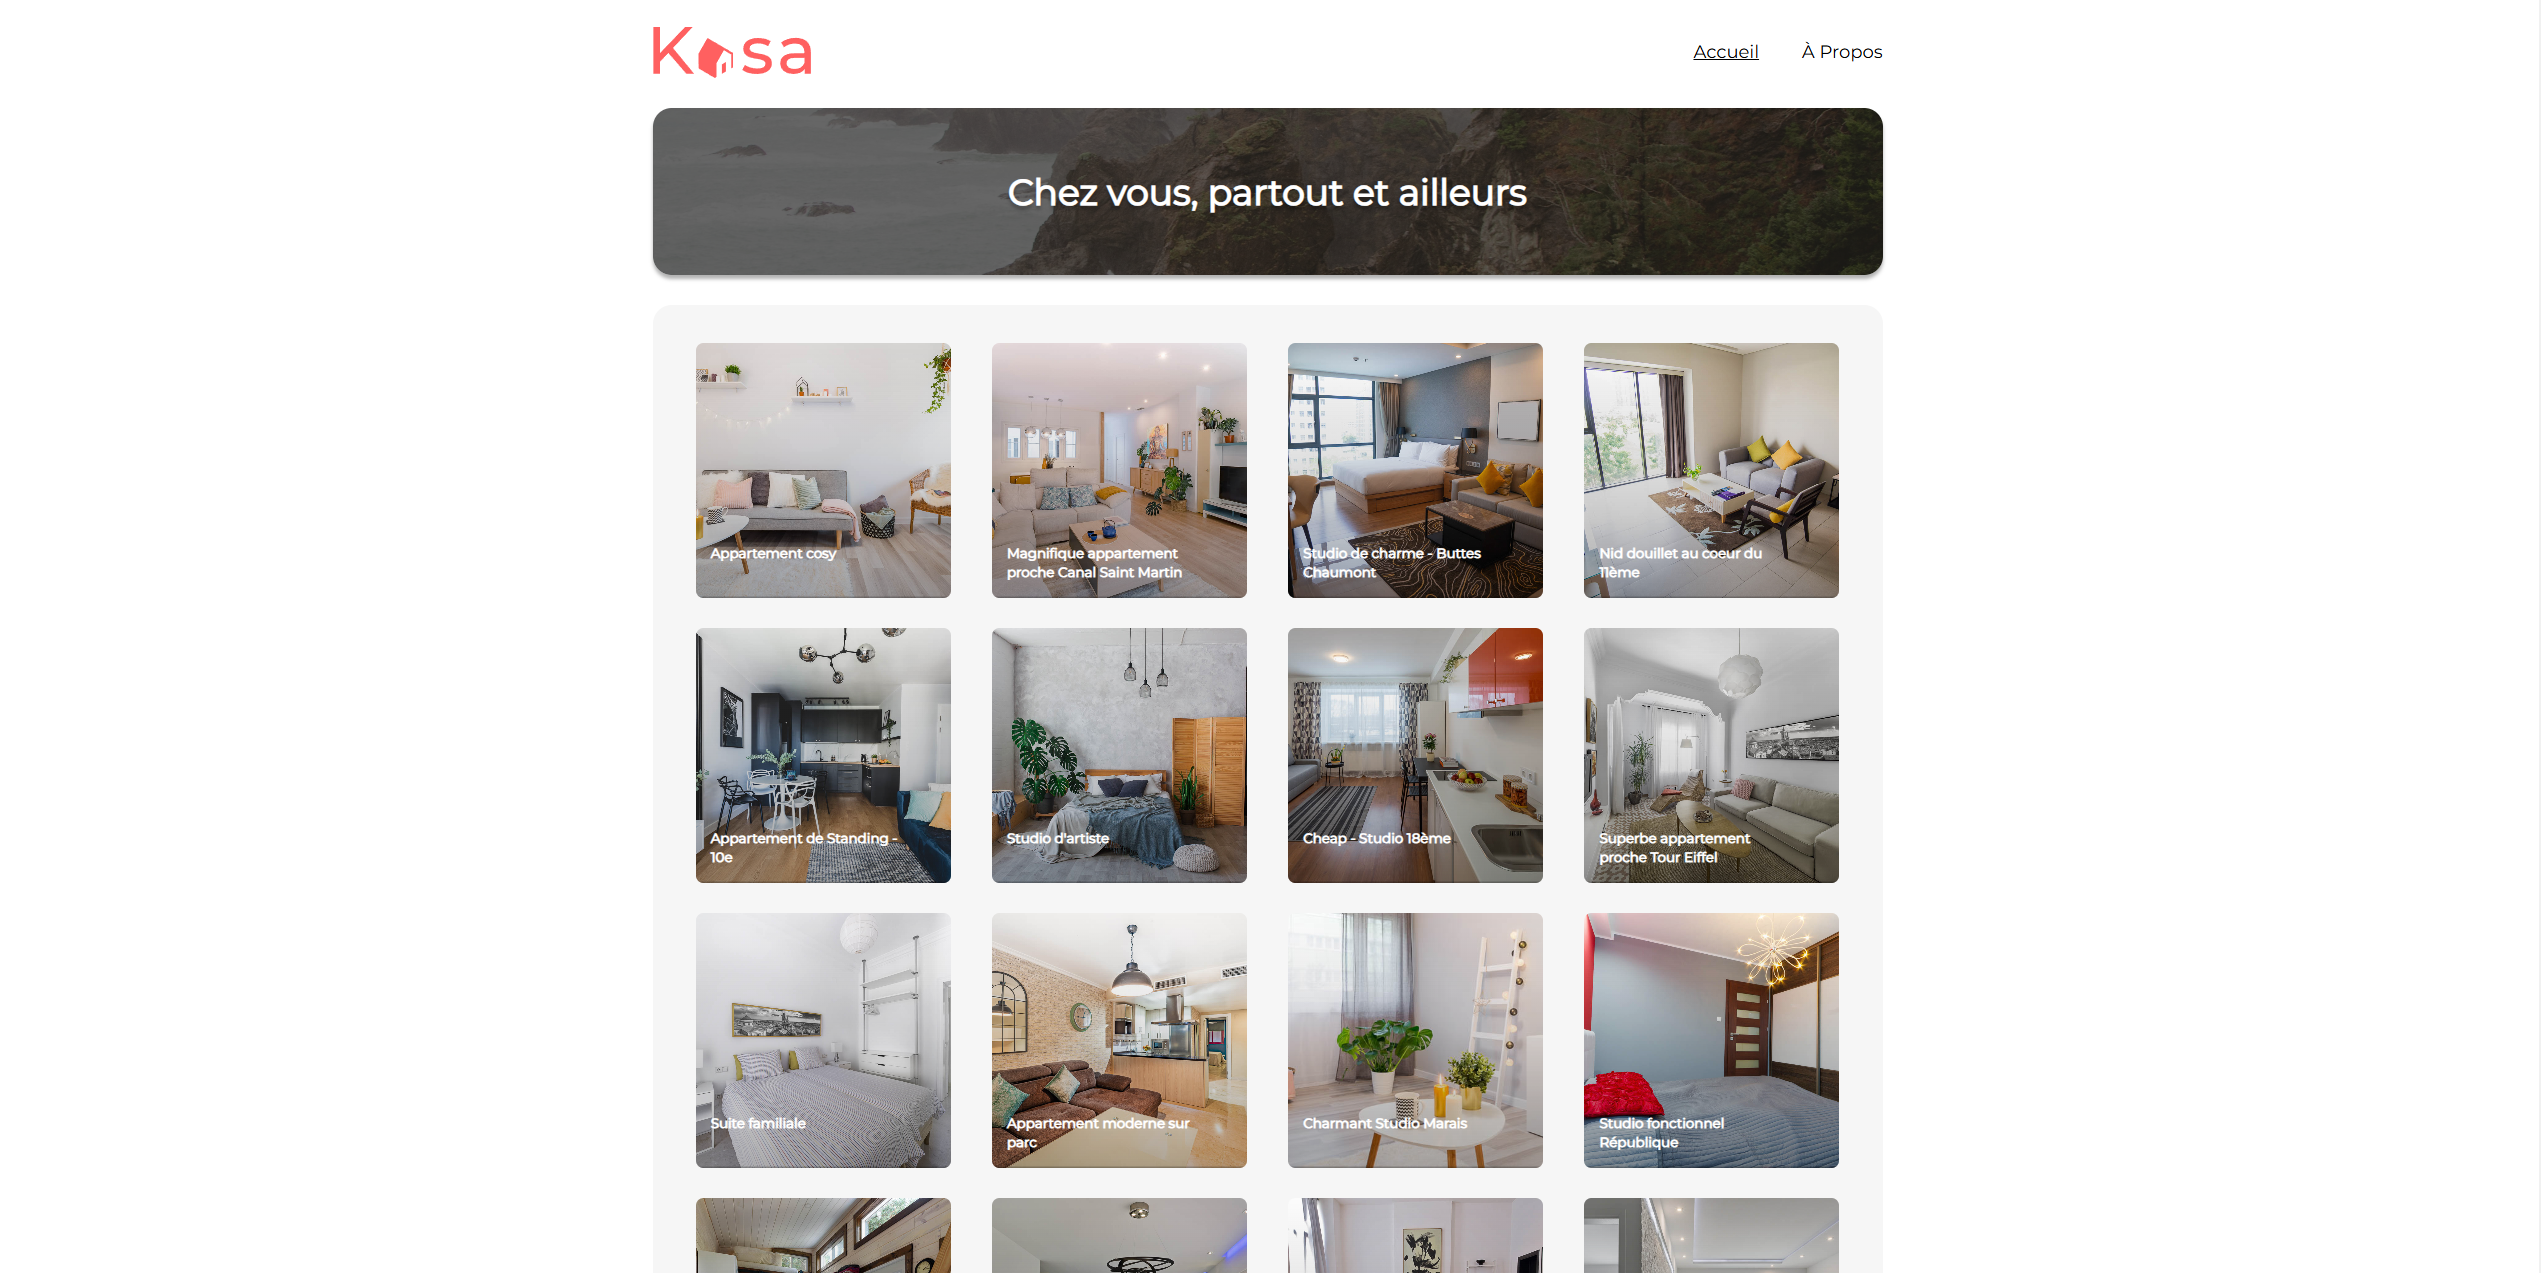 Kasa
Accueil
À Propos
Chez vous, partout et ailleurs
Appartement cosy
Magnifique appartement
proche Canal Saint Martin
Studio de charme - Buttes
Chaumont
Nid douillet au coeur du
11ème
Appartement de Standing -
10e
Studio d'artiste
Cheap - Studio 18ème
Superbe appartement
proche Tour Eiffel
Suite familiale
Appartement moderne sur
parc
Charmant Studio Marais
Studio fonctionnel
République